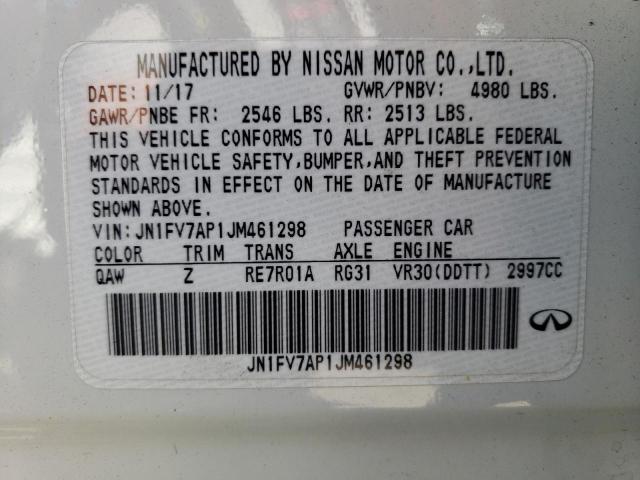 MANUFACTURED BY NISSAN MOTOR CO.,LTD.
DATE: 11/17 GVWR/PNBV: 4980 LBS.
GAWR/PNBE FR: 2546 LBS. RR: 2513 LBS.
THIS VEHICLE CONFORMS TO ALL APPLICABLE FEDERAL
MOTOR VEHICLE SAFETY,BUMPER,AND THEFT PREVENTION
STANDARDS IN EFFECT ON THE DATE OF MANUFACTURE
SHOWN ABOVE.
VIN:JN1FV7AP1JM461298 PASSENGER CAR
COLOR TRIM TRANS AXLE ENGINE
QAW Z RE7R01A RG31 VR30(DDTT) 2997CC
JN1FV7AP1JM461298